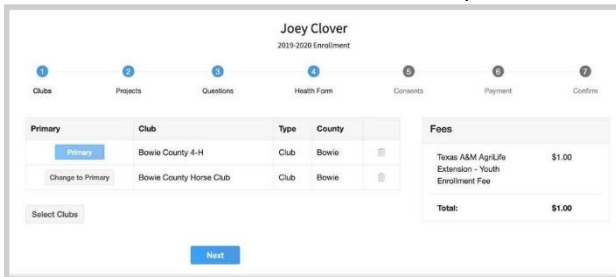 Joey Clover
2019-2020 Enrollment
1 2 3 4 5 6 7
Clubs Projects Questions Health Form Consents Payment Confirm
Primary Club Type County
Primary Bowie County 4-H Club Bowie
Change to Primary Bowie County Horse Club Club Bowie
Select Clubs
Next
Fees
Texas A&M AgriLife $1.00
Extension - Youth
Enrollment Fee
Total: $1.00